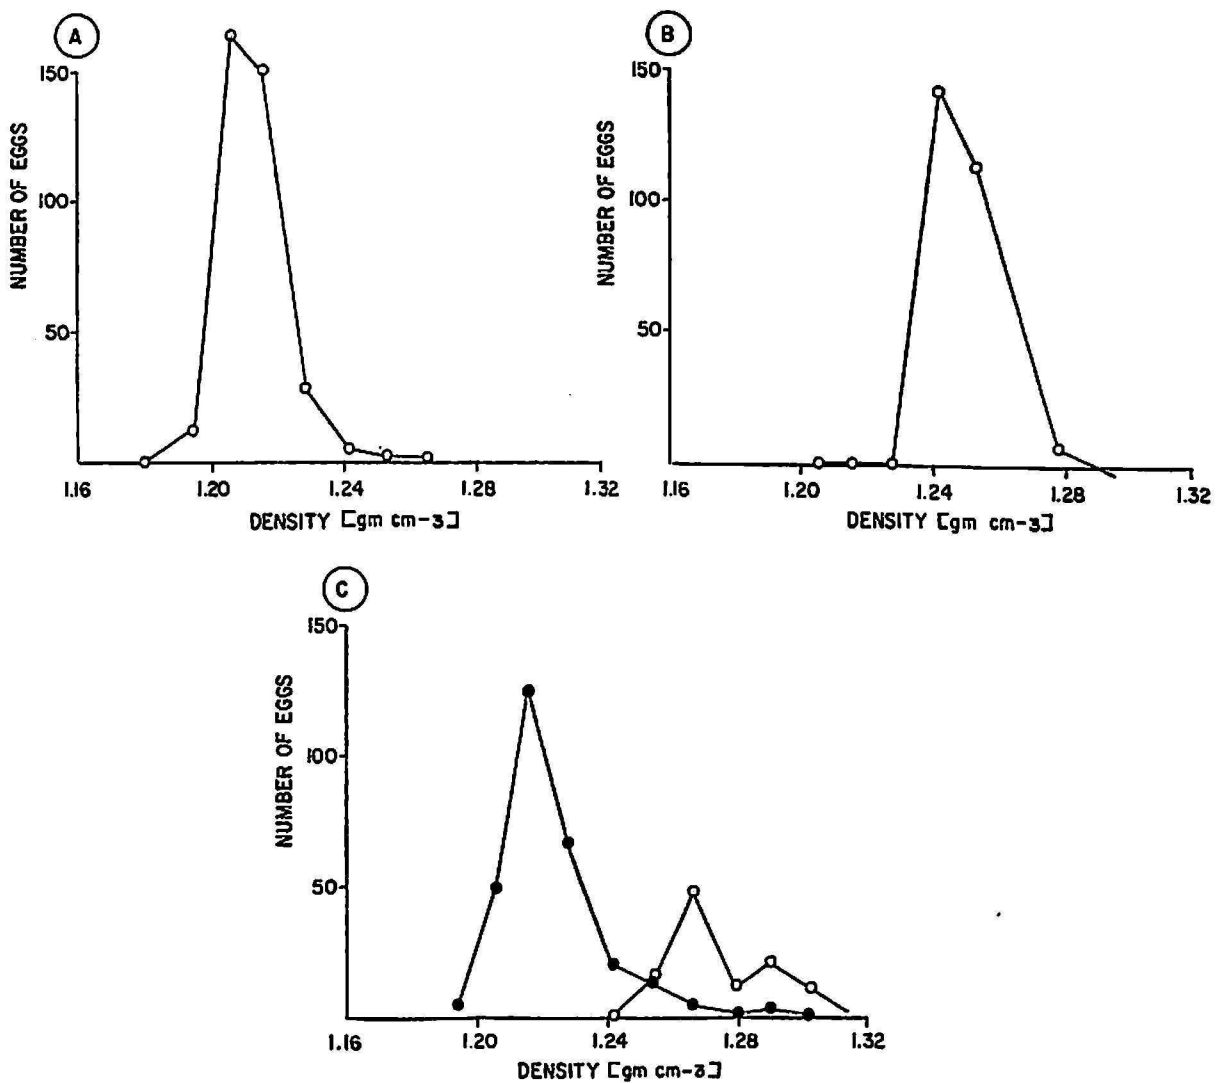 A
NUMBER OF EGGS
150
100
50
1.16 1.20 1.24 1.28 1.32
DENSITY [gm cm-3]
B
NUMBER OF EGGS
150
100
50
1.16 1.20 1.24 1.28 1.32
DENSITY [gm cm-3]
C
NUMBER OF EGGS
150
100
50
1.16 1.20 1.24 1.28 1.32
DENSITY [gm cm-3]